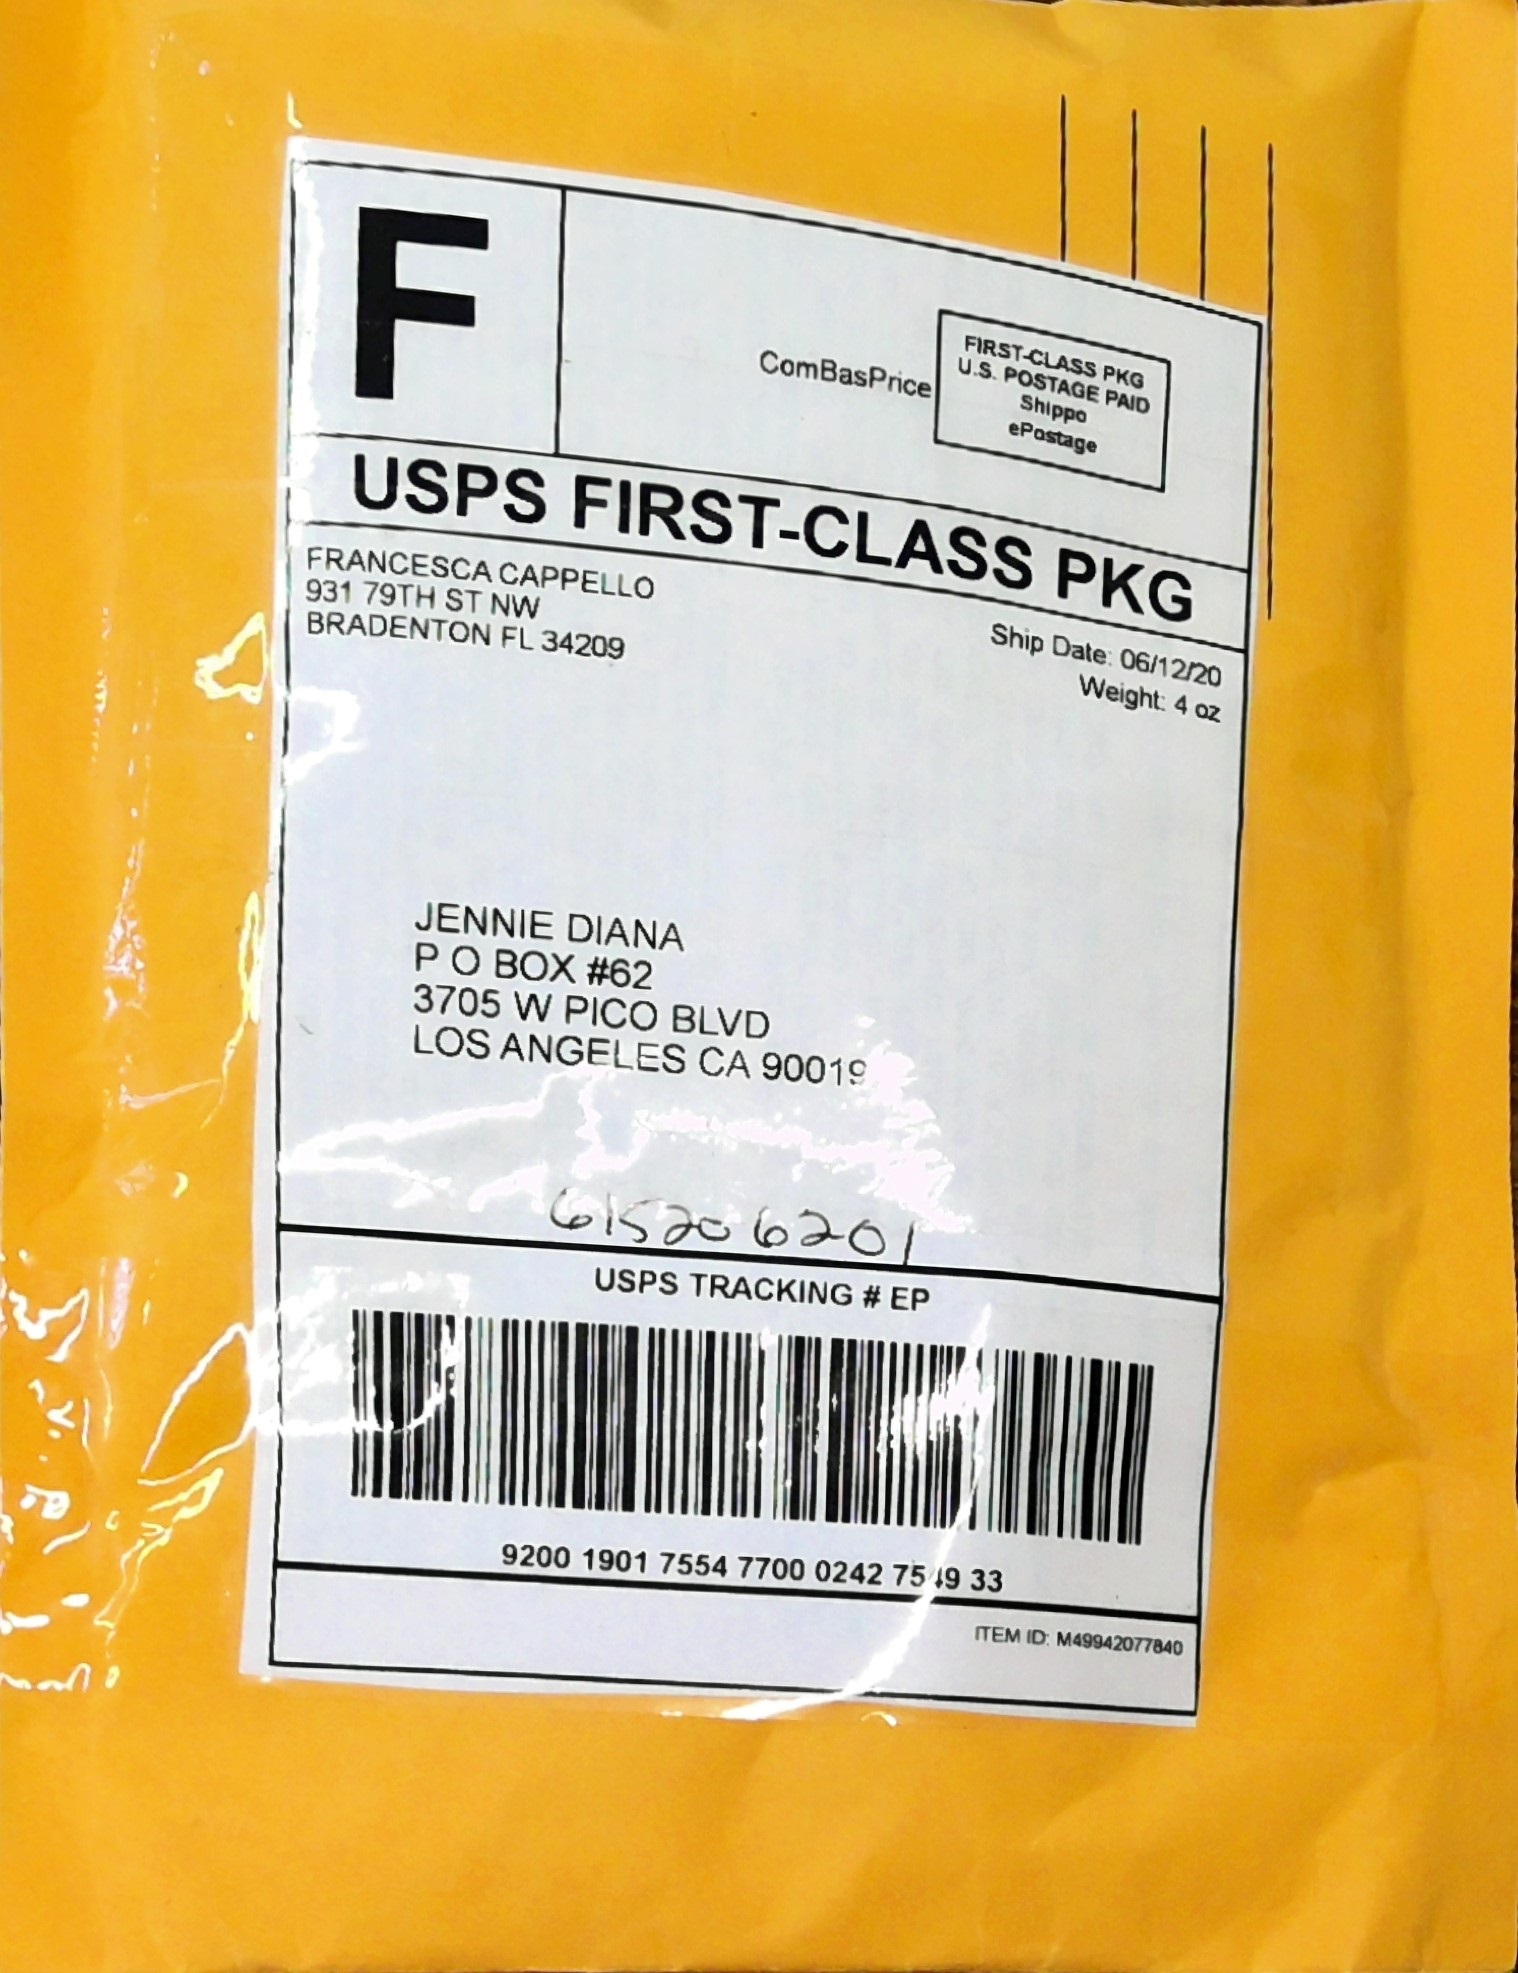 F
ComBasPrice
FIRST-CLASS PKG
U.S. POSTAGE PAID
Shippo
ePostage
USPS FIRST-CLASS PKG
FRANCESCA CAPPELLO
931 79TH ST NW
BRADENTON FL 34209
Ship Date: 06/12/20
Weight: 4 oz
JENNIE DIANA
P O BOX #62
3705 W PICO BLVD
LOS ANGELES CA 90019
615206201
USPS TRACKING # EP
9200 1901 7554 7700 0242 7549 33
ITEM ID: M49942077840